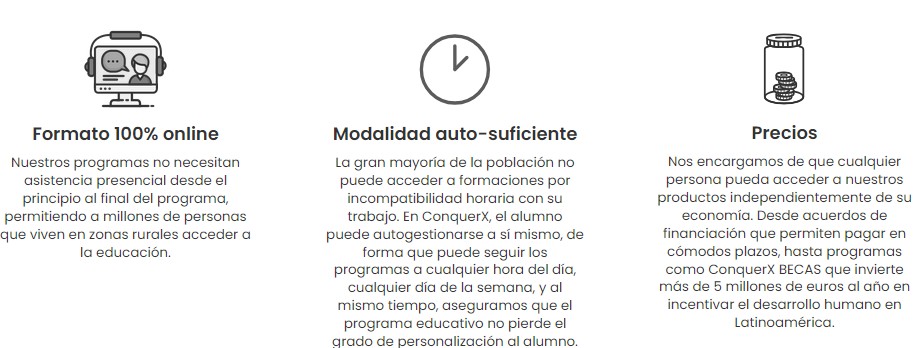 Formato 100% online
Nuestros programas no necesitan
asistencia presencial desde el
principio al final del programa,
permitiendo a millones de personas
que viven en zonas rurales acceder a
la educación.
Modalidad auto-suficiente
La gran mayoría de la población no
puede acceder a formaciones por
incompatibilidad horaria con su
trabajo. En ConquerX, el alumno
puede autogestionarse a sí mismo, de
forma que puede seguir los
programas a cualquier hora del día,
cualquier día de la semana, y al
mismo tiempo, aseguramos que el
programa educativo no pierde el
grado de personalización al alumno.
Precios
Nos encargamos de que cualquier
persona pueda acceder a nuestros
productos independientemente de su
economía. Desde acuerdos de
financiación que permiten pagar en
cómodos plazos, hasta programas
como ConquerX BECAS que invierte
más de 5 millones de euros al año en
incentivar el desarrollo humano en
Latinoamérica.